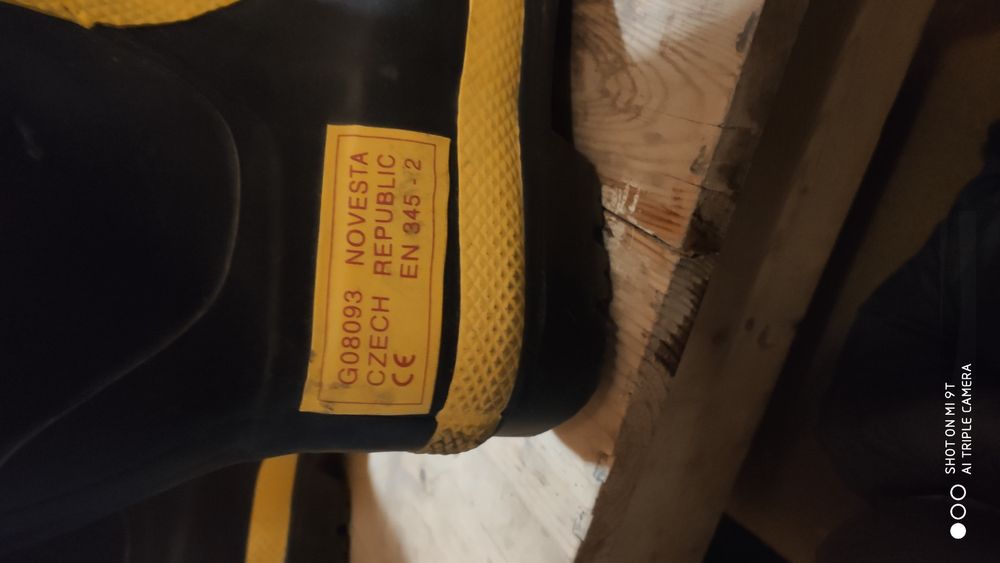 G08093 NOVESTA
CZECH REPUBLIC
CE EN 345 - 2
SHOT ON MI 9T
AI TRIPLE CAMERA